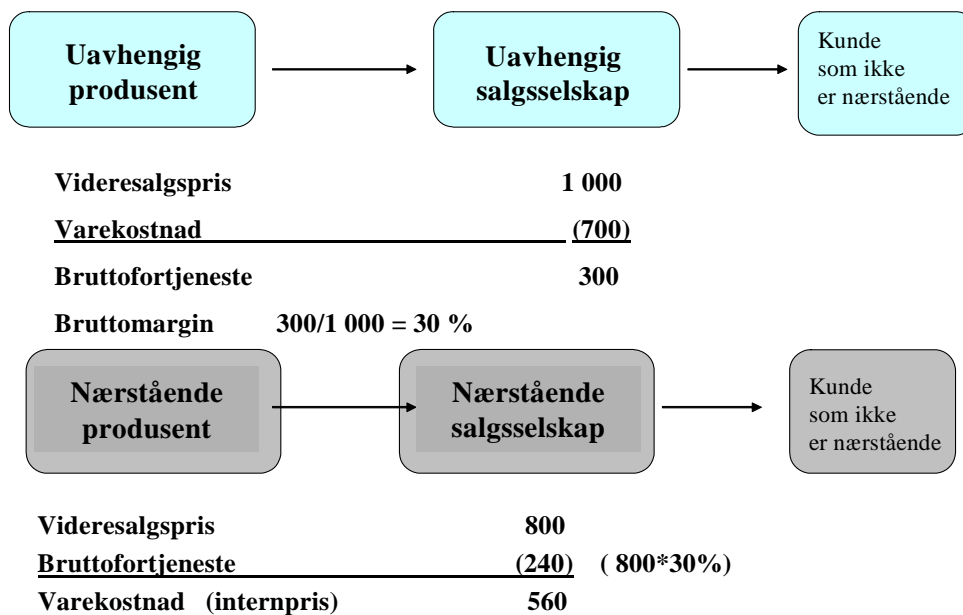 Uavhengig
produsent
Uavhengig
salgsselskap
Kunde
som ikke
er nærstående
Videresalgspris 1 000
Varekostnad (700)
Bruttofortjeneste 300
Bruttomargin 300/1 000 = 30 %
Nærstående
produsent
Nærstående
salgsselskap
Kunde
som ikke
er nærstående
Videresalgspris 800
Bruttofortjeneste (240) ( 800*30%)
Varekostnad (internpris) 560